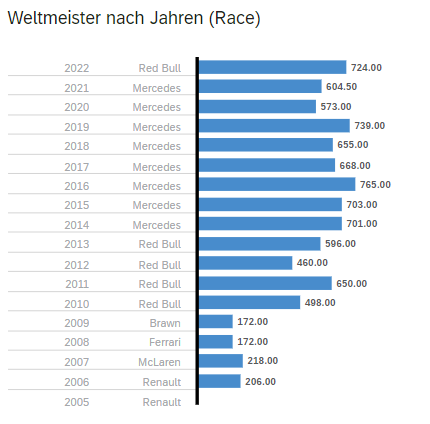 Weltmeister nach Jahren (Race)
2022 Red Bull 724.00
2021 Mercedes 604.50
2020 Mercedes 573.00
2019 Mercedes 739.00
2018 Mercedes 655.00
2017 Mercedes 668.00
2016 Mercedes 765.00
2015 Mercedes 703.00
2014 Mercedes 701.00
2013 Red Bull 596.00
2012 Red Bull 460.00
2011 Red Bull 650.00
2010 Red Bull 498.00
2009 Brawn 172.00
2008 Ferrari 172.00
2007 McLaren 218.00
2006 Renault 206.00
2005 Renault